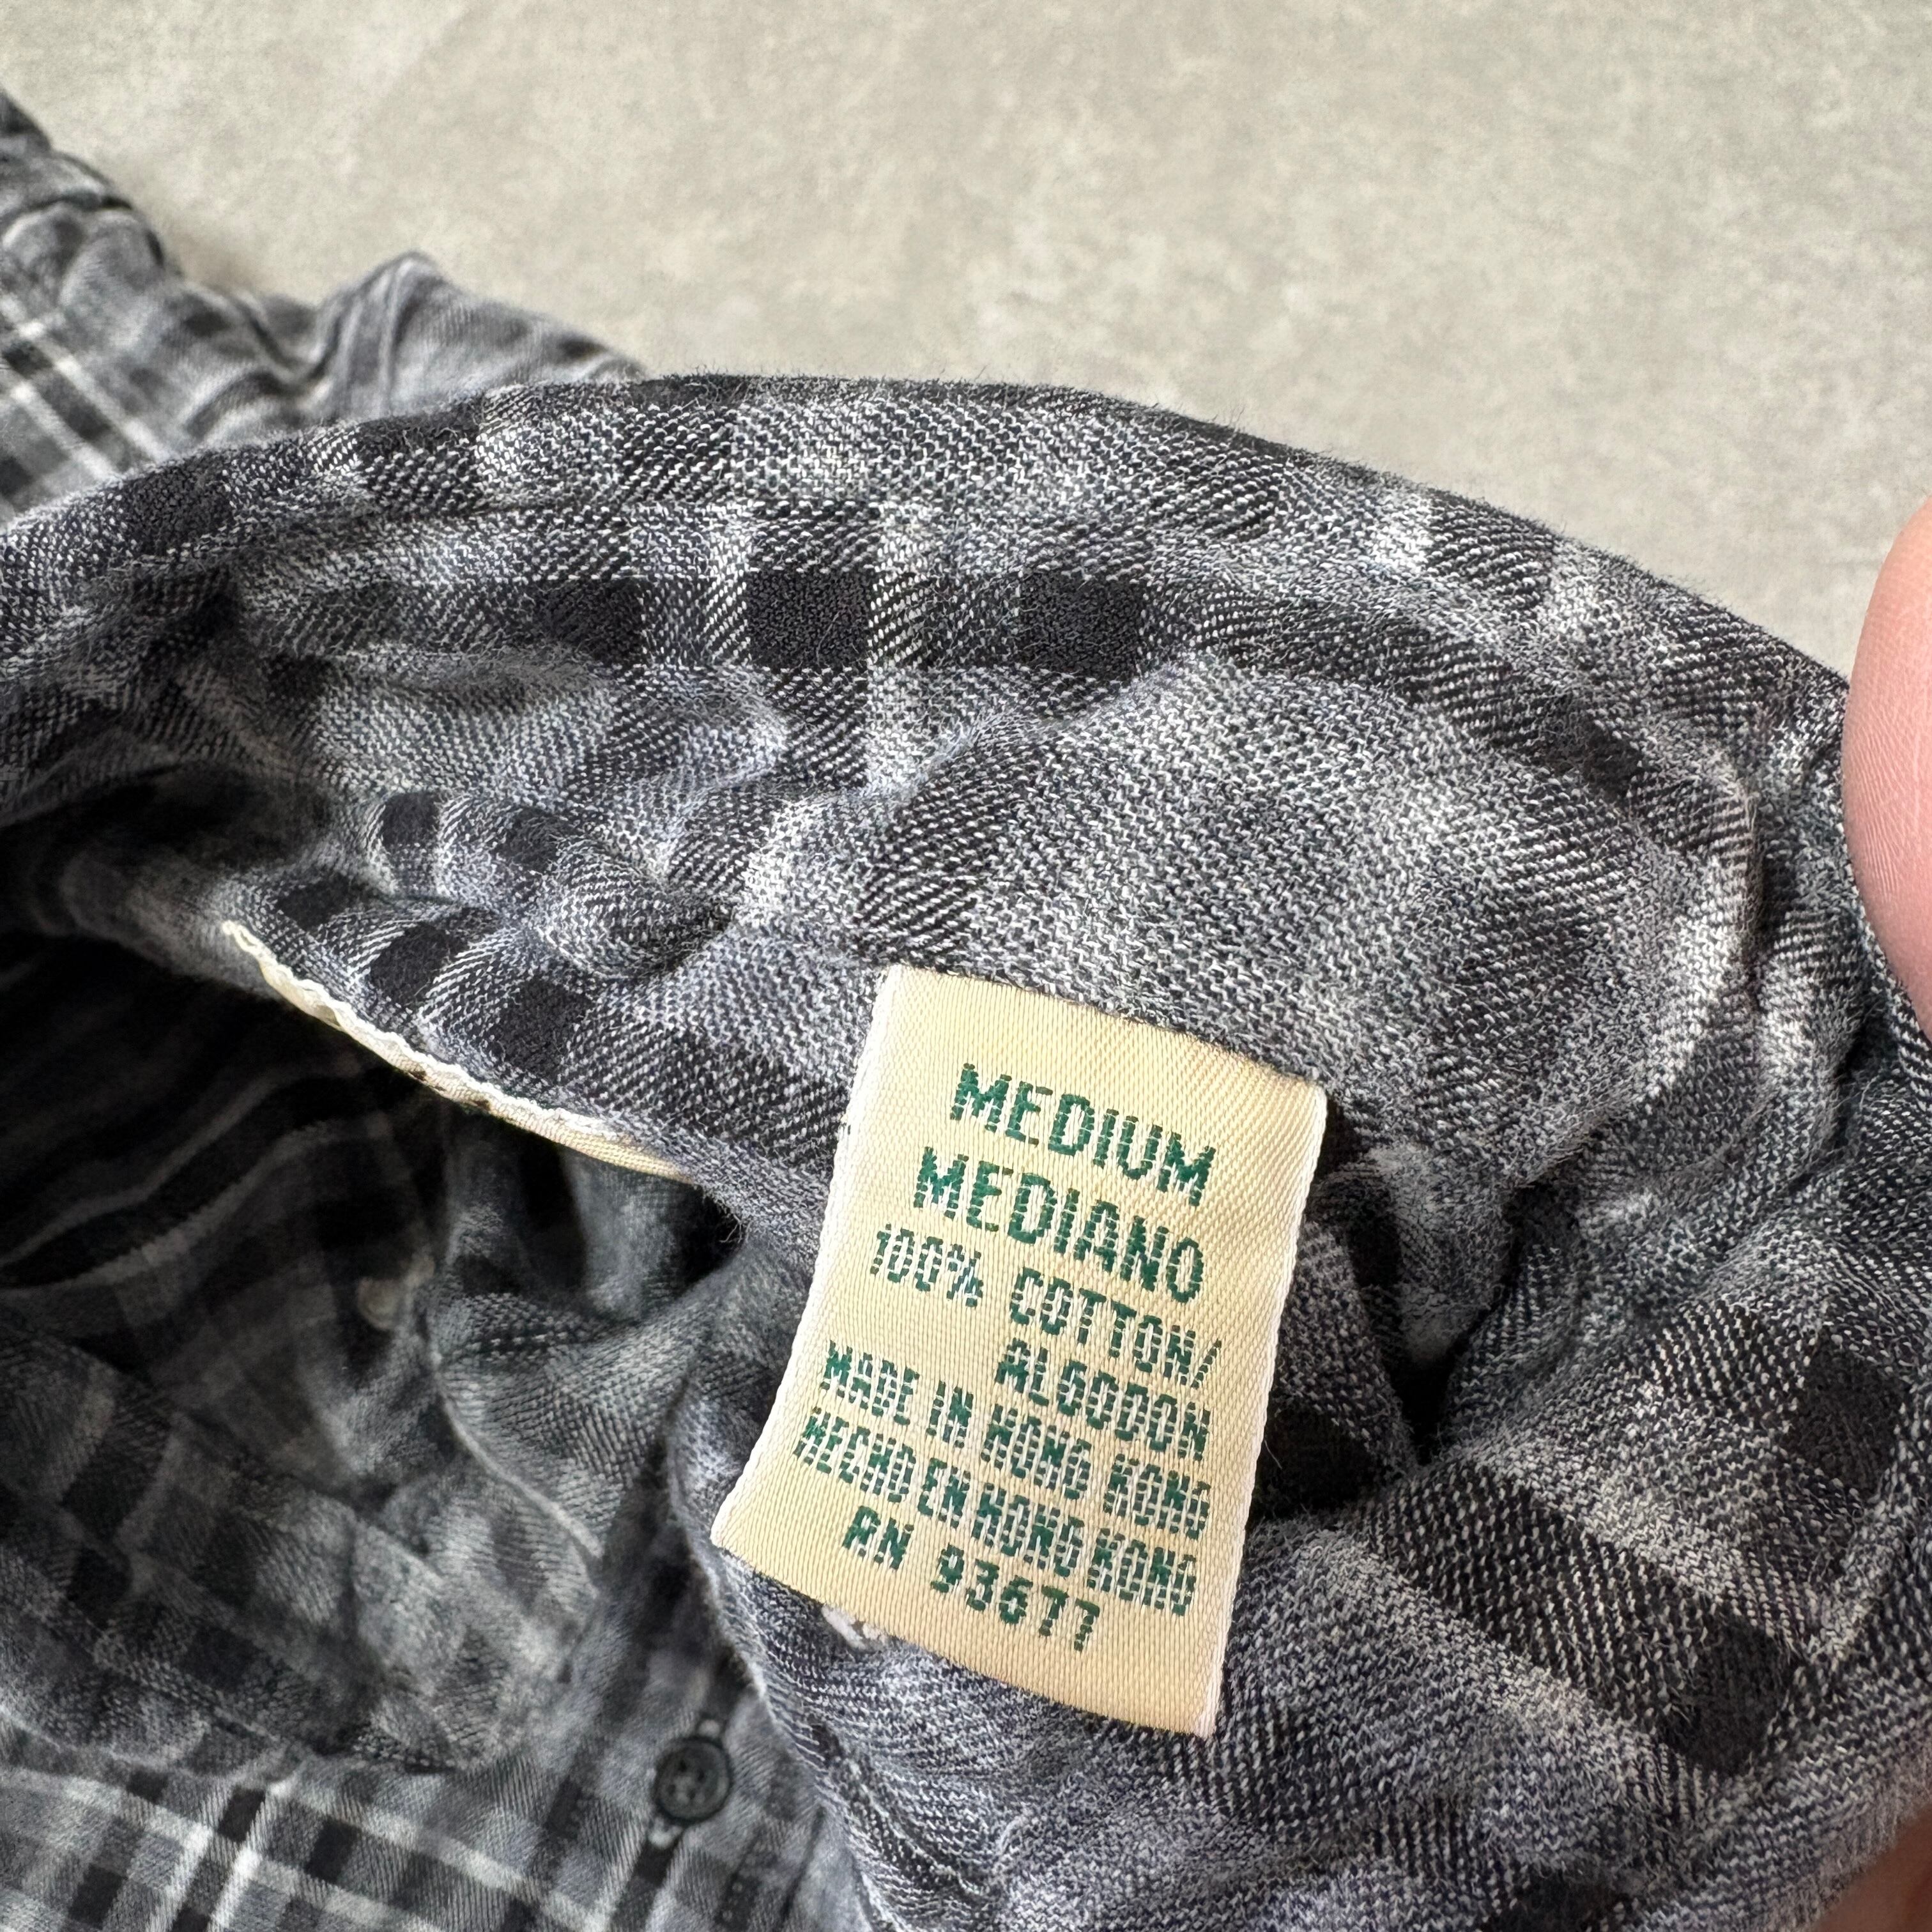 MEDIUM
MEDIANO
100% COTTON/
ALGODON
MADE IN HONG KONG
HECHO EN HONG KONG
RN 93677